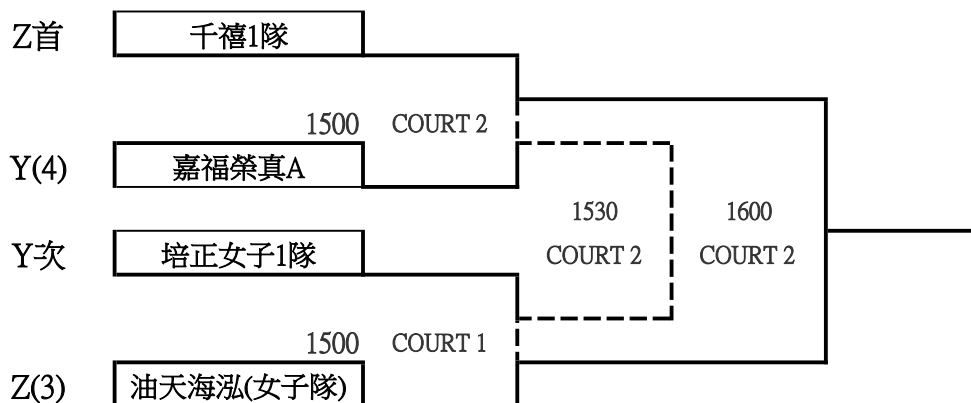 Z首 千禧1隊
1500 COURT 2
Y(4) 嘉福榮真A
1530 1600
Y次 培正女子1隊 COURT 2 COURT 2
1500 COURT 1
Z(3) 油天海泓(女子隊)